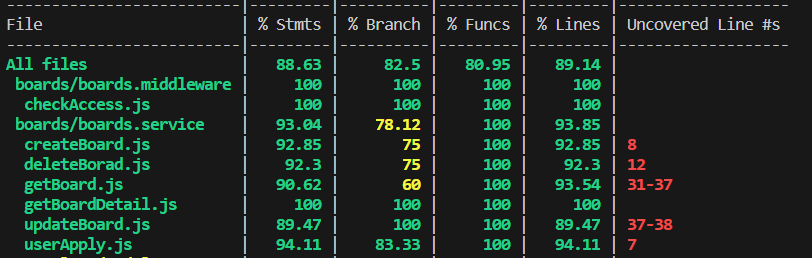 File | % Stmts | % Branch | % Funcs | % Lines | Uncovered Line #s
All files | 88.63 | 82.5 | 80.95 | 89.14 |
boards/boards.middleware | 100 | 100 | 100 | 100 |
checkAccess.js | 100 | 100 | 100 | 100 |
boards/boards.service | 93.04 | 78.12 | 100 | 93.85 |
createBoard.js | 92.85 | 75 | 100 | 92.85 | 8
deleteBorad.js | 92.3 | 75 | 100 | 92.3 | 12
getBoard.js | 90.62 | 60 | 100 | 93.54 | 31-37
getBoardDetail.js | 100 | 100 | 100 | 100 |
updateBoard.js | 89.47 | 100 | 100 | 89.47 | 37-38
userApply.js | 94.11 | 83.33 | 100 | 94.11 | 7